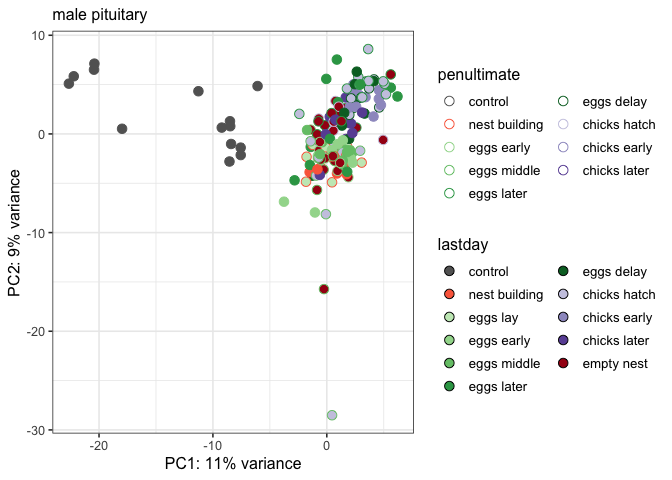 male pituitary
10
0
-10
-20
-30
PC2: 9% variance
-20
-10
0
PC1: 11% variance
penultimate
control
nest building
eggs early
eggs middle
eggs later
eggs delay
chicks hatch
chicks early
chicks later
lastday
control
nest building
eggs lay
eggs early
eggs middle
eggs later
eggs delay
chicks hatch
chicks early
chicks later
empty nest